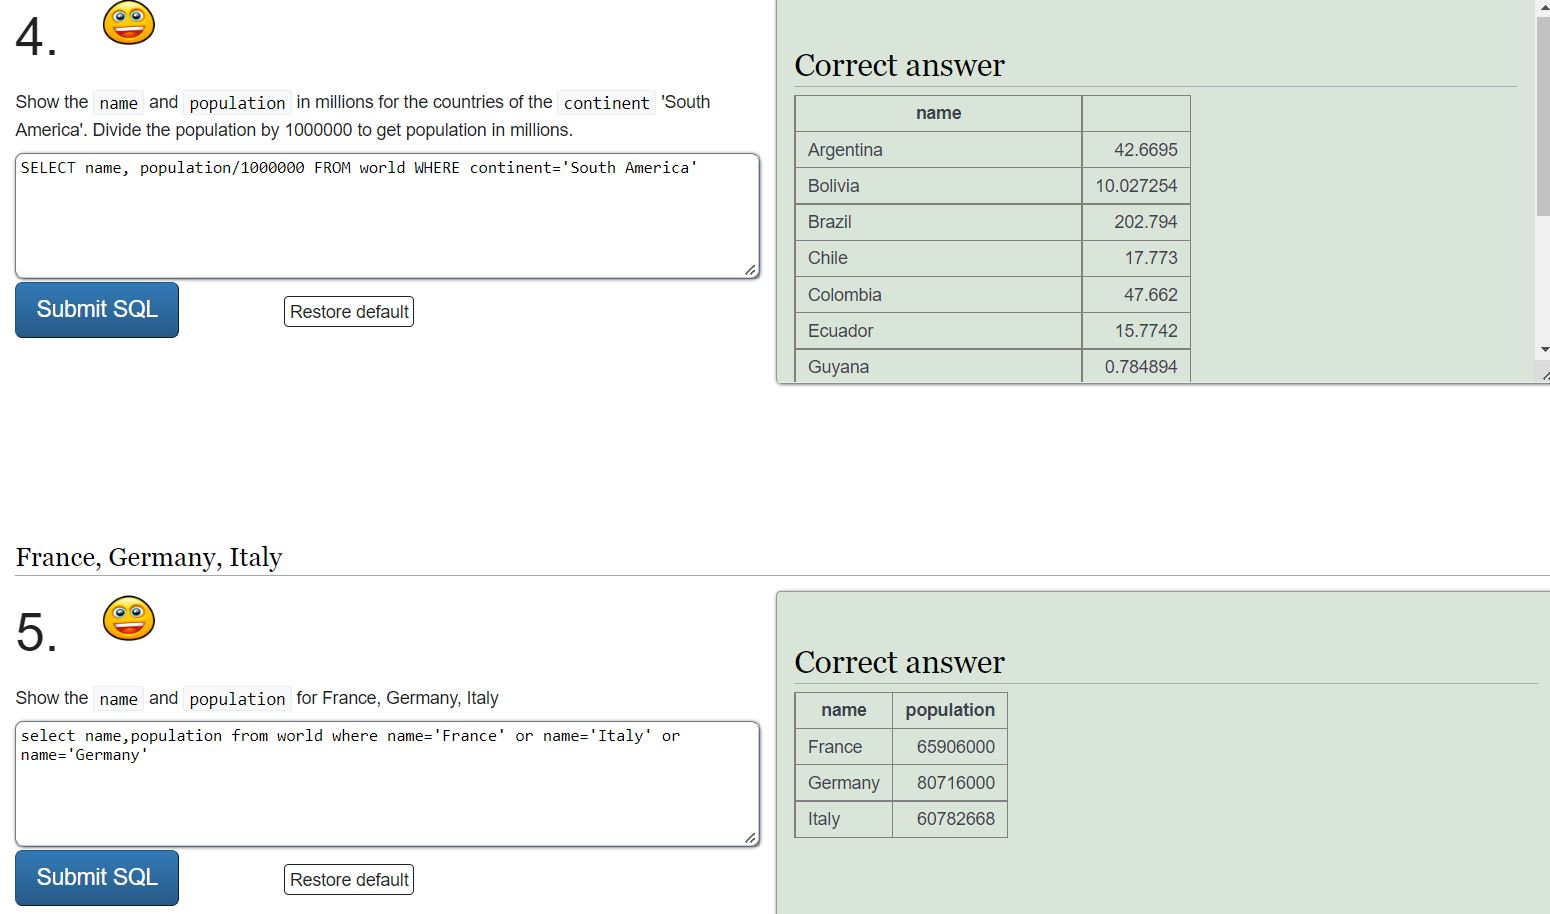 4.
Show the name and population in millions for the countries of the continent 'South
America'. Divide the population by 1000000 to get population in millions.
SELECT name, population/1000000 FROM world WHERE continent='South America'
Submit SQL
Restore default
Correct answer
name
Argentina 42.6695
Bolivia 10.027254
Brazil 202.794
Chile 17.773
Colombia 47.662
Ecuador 15.7742
Guyana 0.784894
France, Germany, Italy
5.
Show the name and population for France, Germany, Italy
select name,population from world where name='France' or name='Italy' or
name='Germany'
Submit SQL
Restore default
Correct answer
name population
France 65906000
Germany 80716000
Italy 60782668